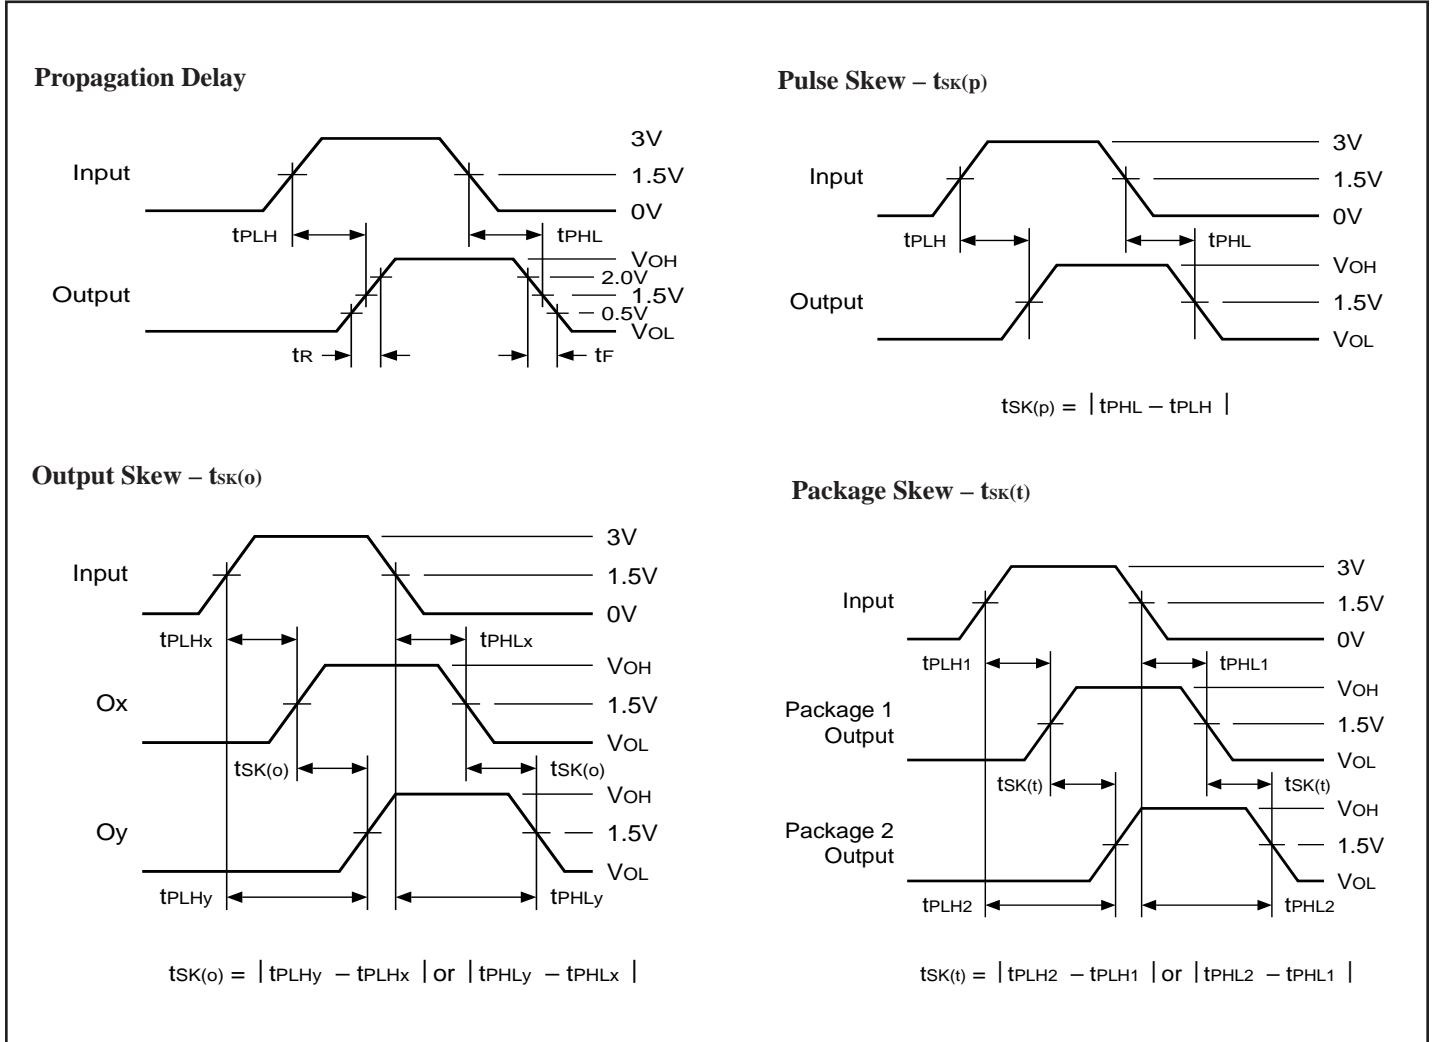 Propagation Delay
Input
3V
1.5V
0V
tPLH
tPHL
Output
VOH
2.0V
1.5V
0.5V
VOL
tR
tF
Pulse Skew – tSK(p)
Input
3V
1.5V
0V
tPLH
tPHL
Output
VOH
1.5V
VOL
tSK(p) = | tPHL – tPLH |
Output Skew – tSK(o)
Input
3V
1.5V
0V
tPLHx
tPHLx
Ox
VOH
1.5V
VOL
tSK(o)
tSK(o)
Oy
VOH
1.5V
VOL
tPLHy
tPHLy
tSK(o) = | tPLHy – tPLHx | or | tPHLy – tPHLx |
Package Skew – tSK(t)
Input
3V
1.5V
0V
tPLH1
tPHL1
Package 1
Output
VOH
1.5V
VOL
tSK(t)
tSK(t)
Package 2
Output
VOH
1.5V
VOL
tPLH2
tPHL2
tSK(t) = | tPLH2 – tPLH1 | or | tPHL2 – tPHL1 |